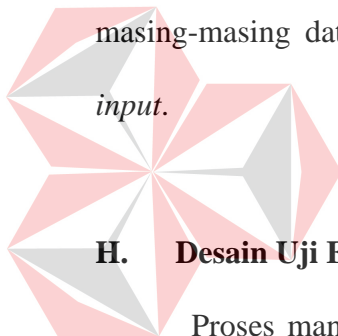 masing-masing dat
input.
H. Desain Uji
Proses man